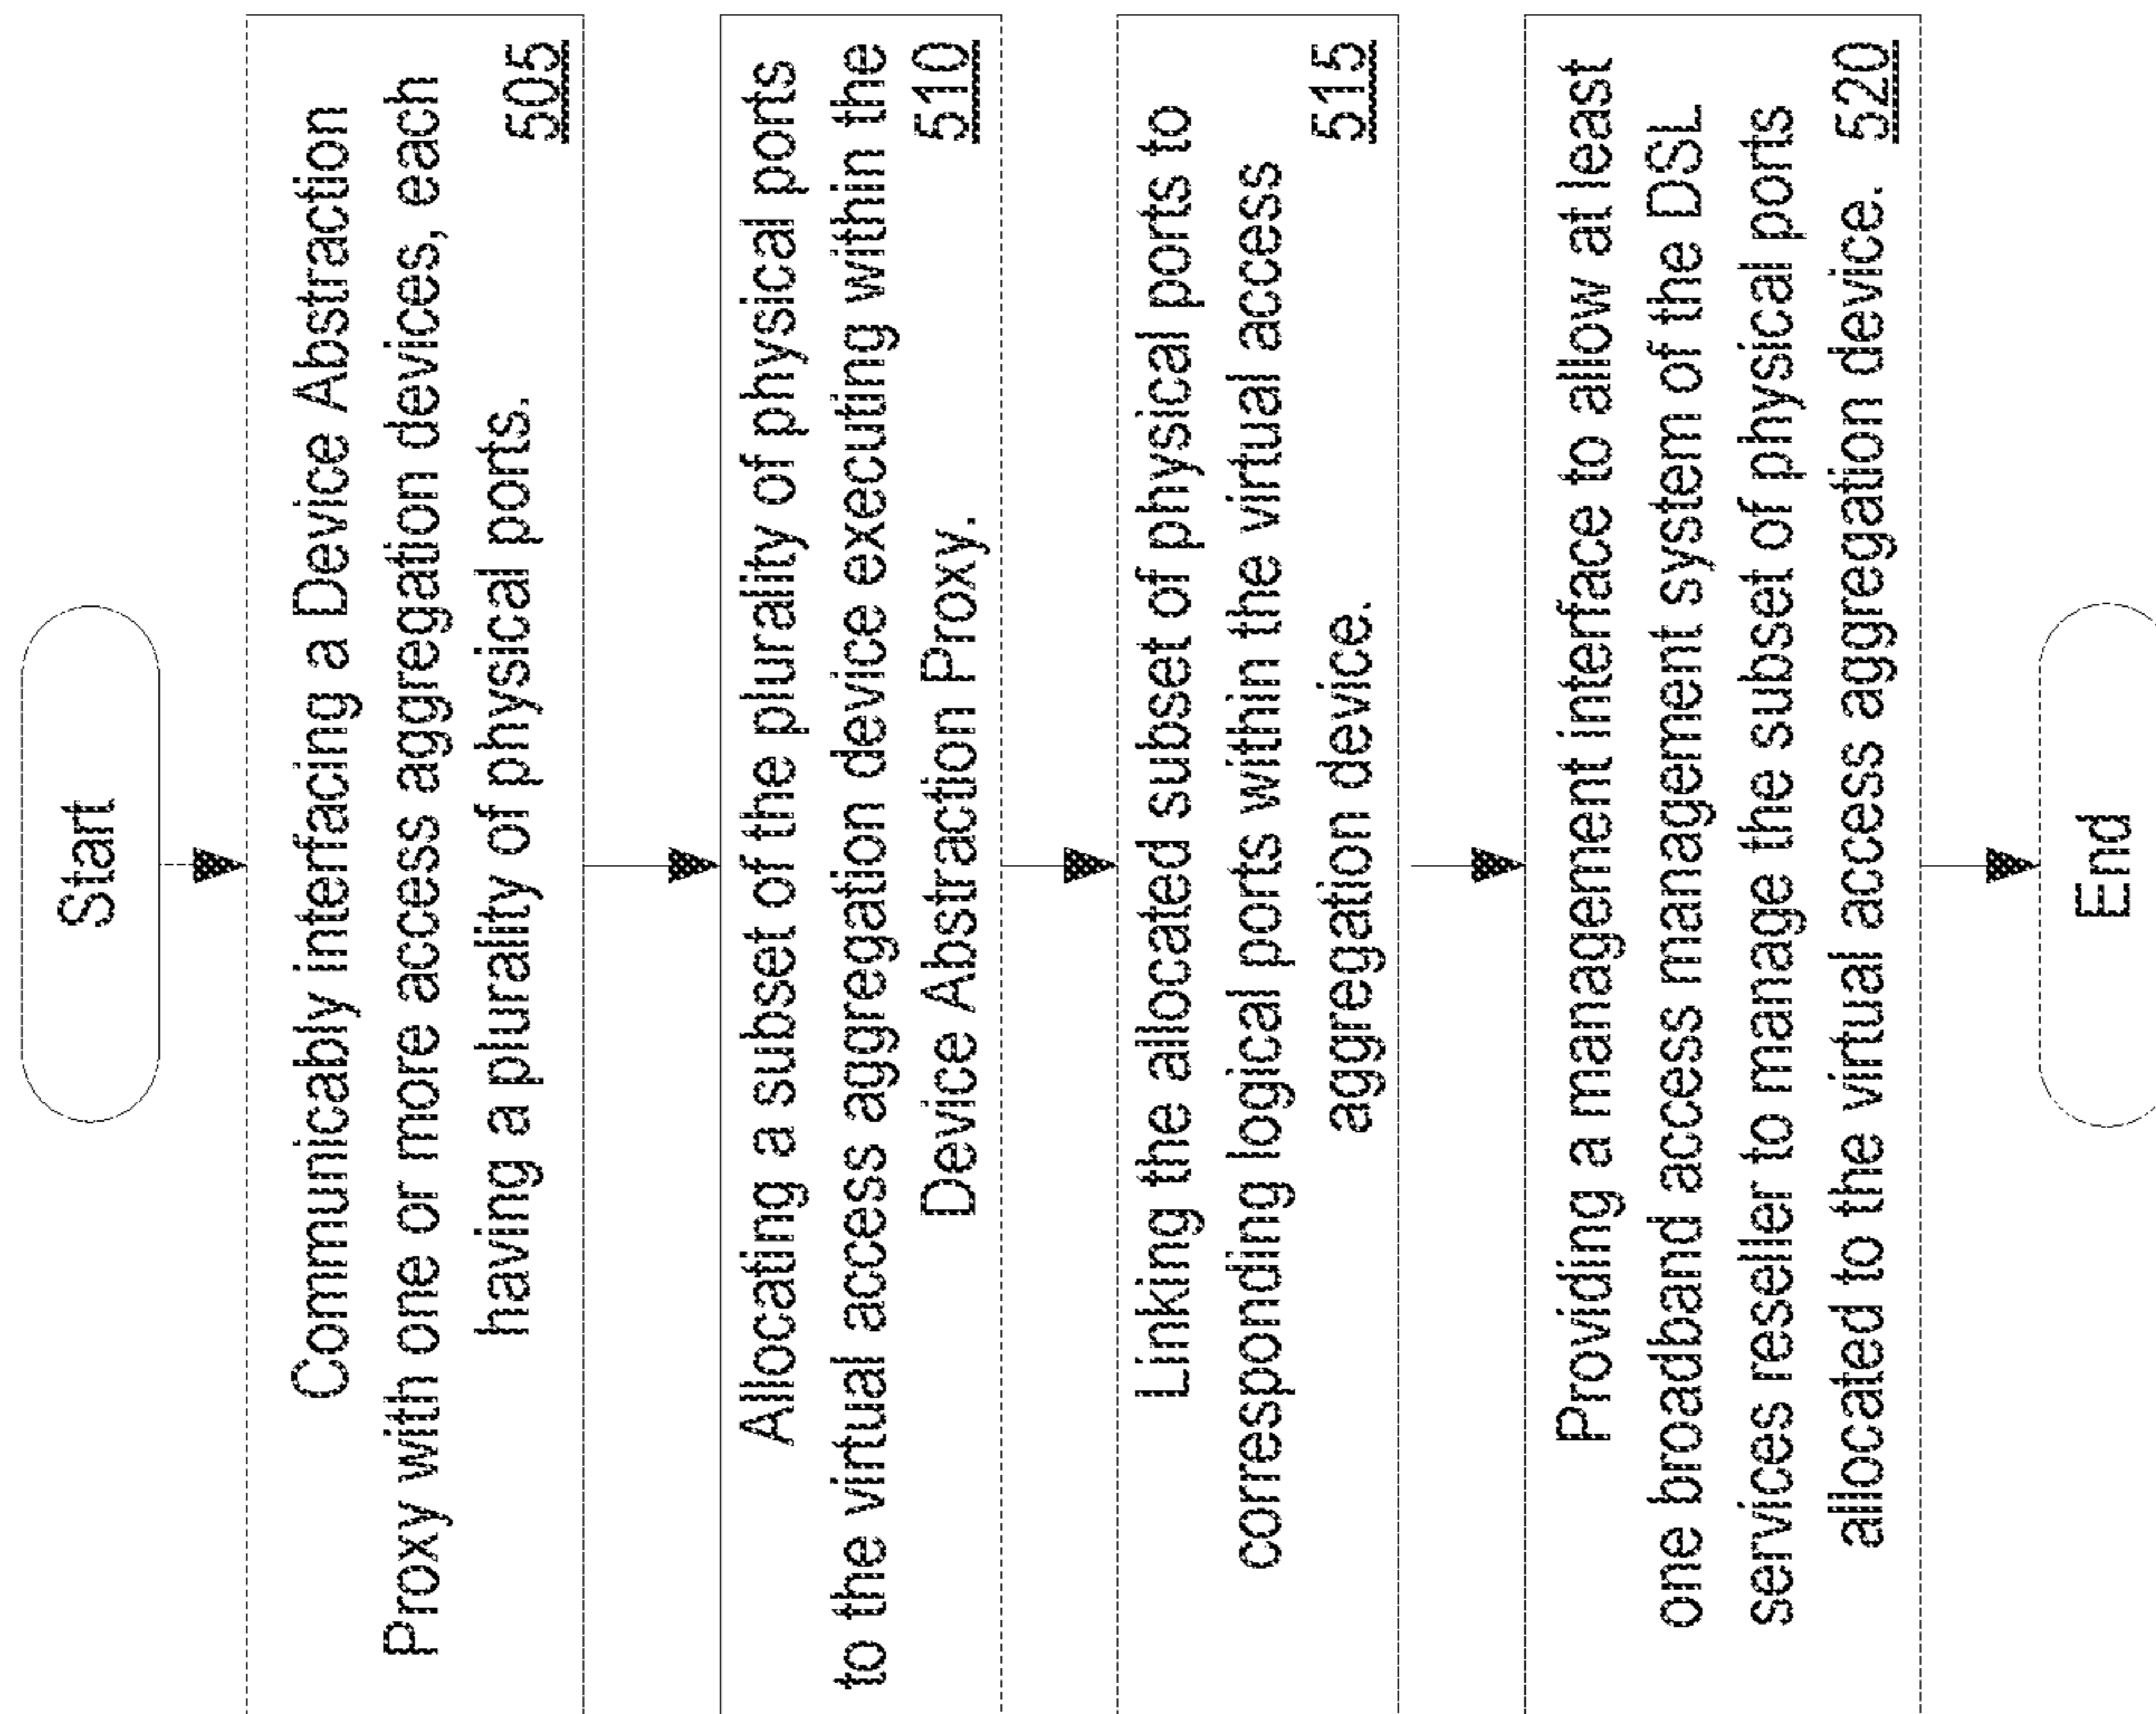 Start
Communicably interfacing a Device Abstraction
Proxy with one or more access aggregation devices, each
having a plurality of physical ports.
505
Allocating a subset of the plurality of physical ports
to the virtual access aggregation device executing within the
Device Abstraction Proxy.
510
Linking the allocated subset of physical ports to
corresponding logical ports within the virtual access
aggregation device.
515
Providing a management interface to allow at least
one broadband access management system of the DSL
services reseller to manage the subset of physical ports
allocated to the virtual access aggregation device. 520
End